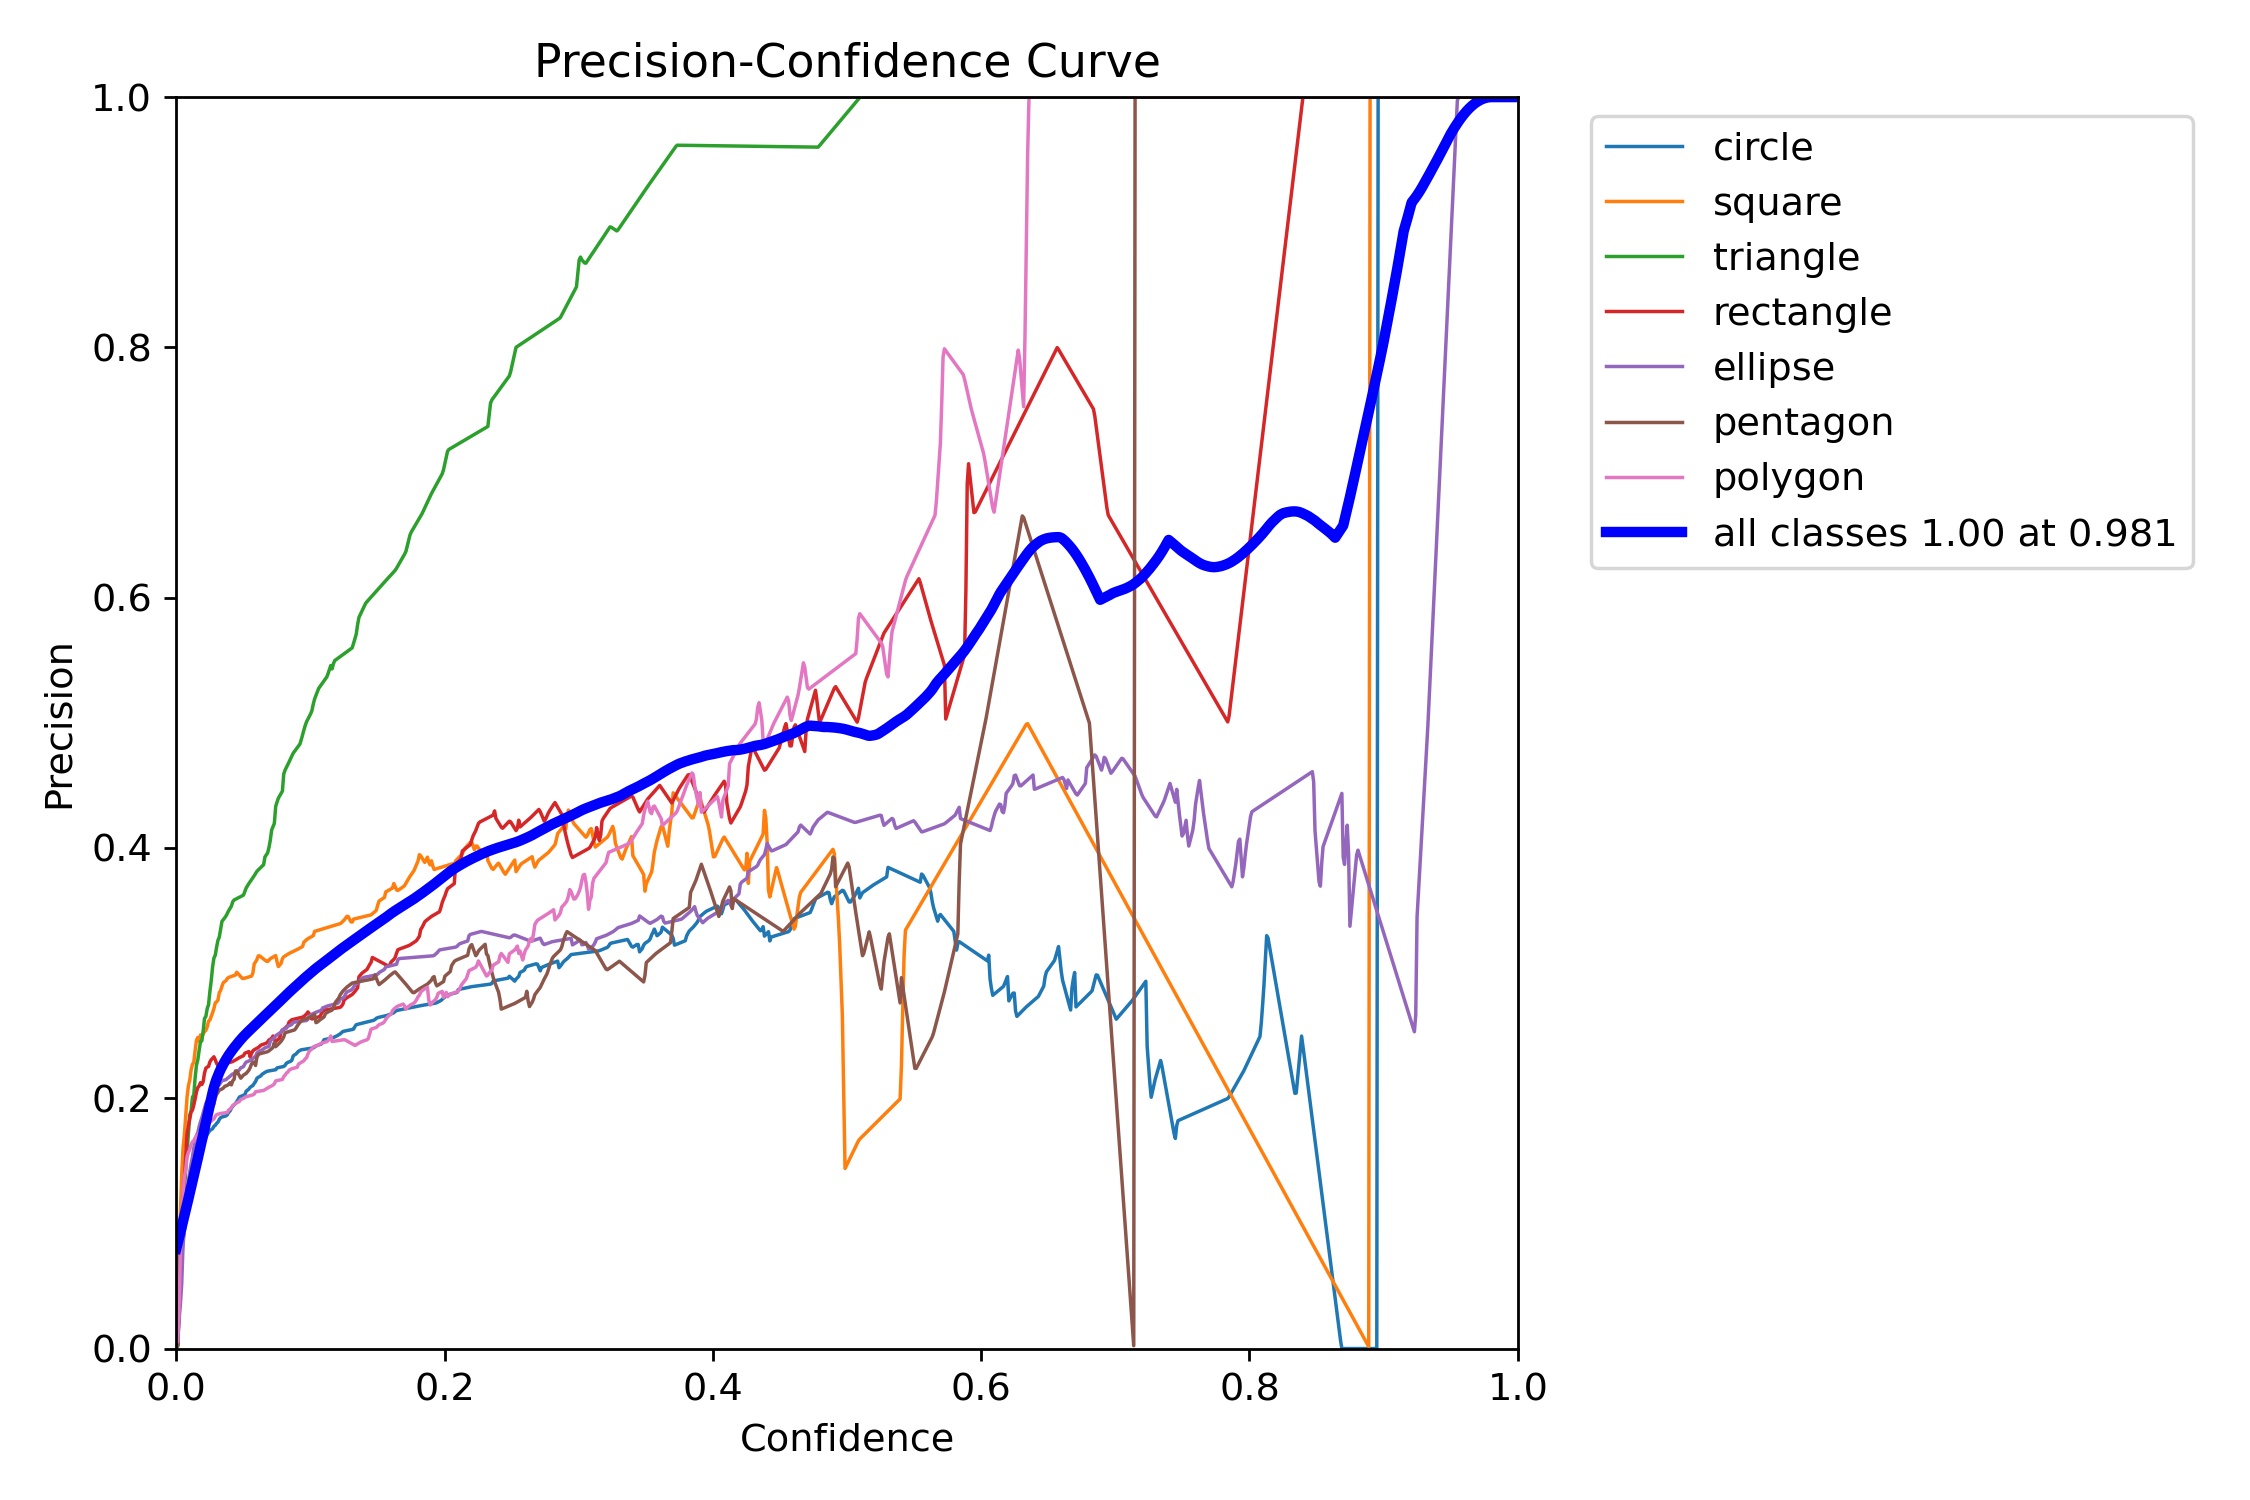 Precision-Confidence Curve
1.0
0.8
0.6
0.4
0.2
0.0
Precision
0.0 0.2 0.4 0.6 0.8 1.0
Confidence
circle
square
triangle
rectangle
ellipse
pentagon
polygon
all classes 1.00 at 0.981